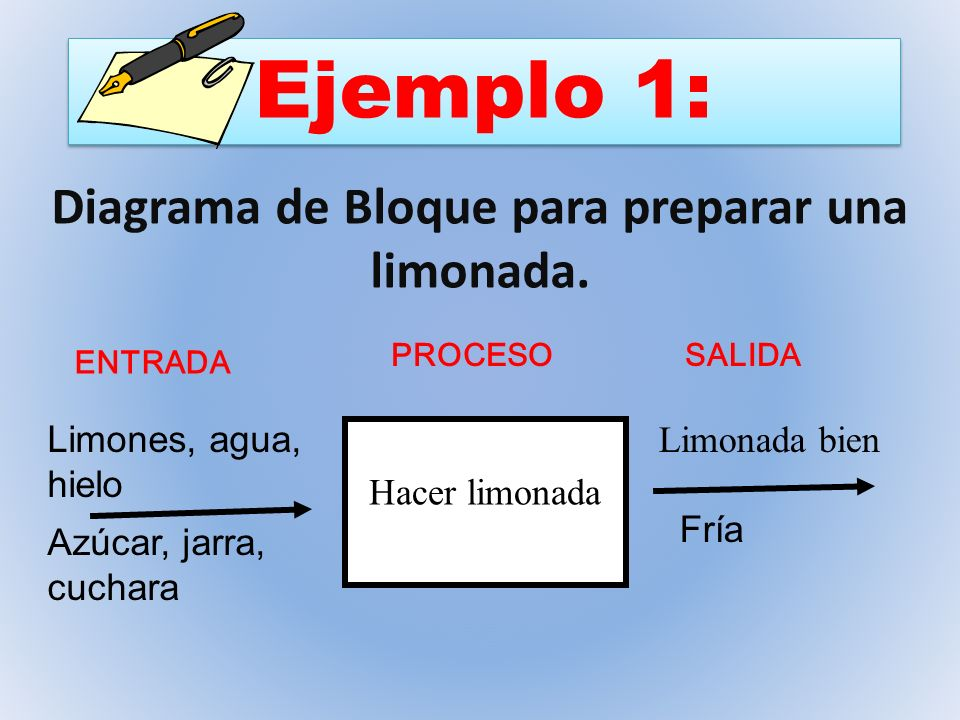 Ejemplo 1:
Diagrama de Bloque para preparar una
limonada.
ENTRADA
PROCESO
SALIDA
Limones, agua,
hielo
Azúcar, jarra,
cuchara
Hacer limonada
Limonada bien
Fría